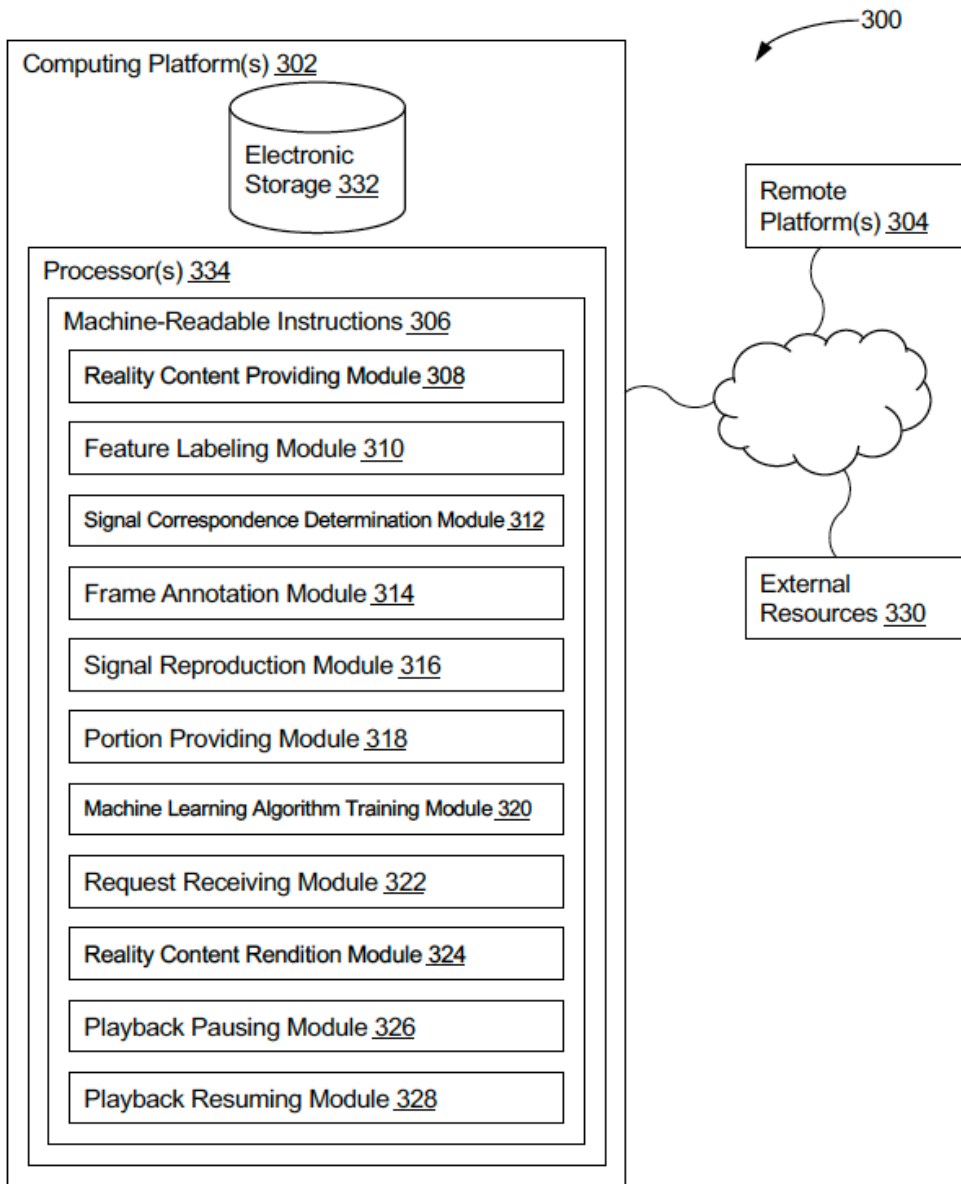 300
Computing Platform(s) 302
Electronic
Storage 332
Remote
Platform(s) 304
Processor(s) 334
Machine-Readable Instructions 306
Reality Content Providing Module 308
Feature Labeling Module 310
Signal Correspondence Determination Module 312
Frame Annotation Module 314
External
Resources 330
Signal Reproduction Module 316
Portion Providing Module 318
Machine Learning Algorithm Training Module 320
Request Receiving Module 322
Reality Content Rendition Module 324
Playback Pausing Module 326
Playback Resuming Module 328